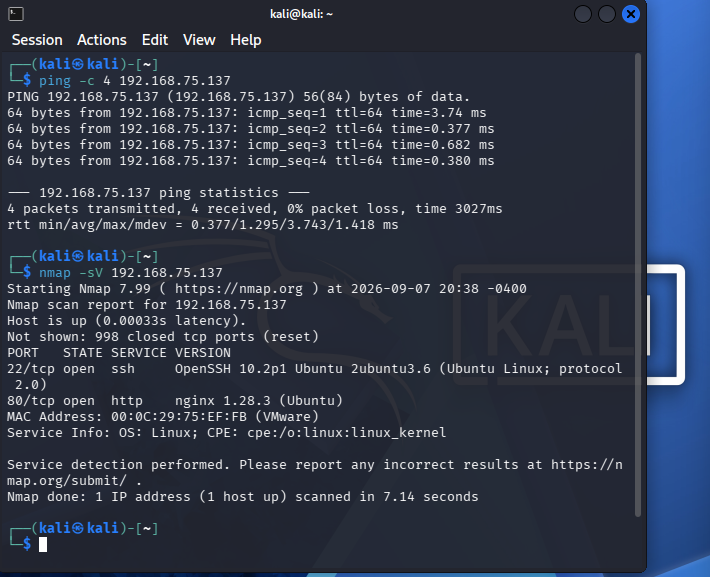 kali@kali: ~
Session Actions Edit View Help
┌──(kali㉿kali)-[~]
└─$ ping -c 4 192.168.75.137
PING 192.168.75.137 (192.168.75.137) 56(84) bytes of data.
64 bytes from 192.168.75.137: icmp_seq=1 ttl=64 time=3.74 ms
64 bytes from 192.168.75.137: icmp_seq=2 ttl=64 time=0.377 ms
64 bytes from 192.168.75.137: icmp_seq=3 ttl=64 time=0.682 ms
64 bytes from 192.168.75.137: icmp_seq=4 ttl=64 time=0.380 ms
--- 192.168.75.137 ping statistics ---
4 packets transmitted, 4 received, 0% packet loss, time 3027ms
rtt min/avg/max/mdev = 0.377/1.295/3.743/1.418 ms
┌──(kali㉿kali)-[~]
└─$ nmap -sV 192.168.75.137
Starting Nmap 7.99 ( https://nmap.org ) at 2026-09-07 20:38 -0400
Nmap scan report for 192.168.75.137
Host is up (0.00033s latency).
Not shown: 998 closed tcp ports (reset)
PORT   STATE SERVICE VERSION
22/tcp open  ssh     OpenSSH 10.2p1 Ubuntu 2ubuntu3.6 (Ubuntu Linux; protocol
 2.0)
80/tcp open  http    nginx 1.28.3 (Ubuntu)
MAC Address: 00:0C:29:75:EF:FB (VMware)
Service Info: OS: Linux; CPE: cpe:/o:linux:linux_kernel
Service detection performed. Please report any incorrect results at https://n
map.org/submit/ .
Nmap done: 1 IP address (1 host up) scanned in 7.14 seconds
┌──(kali㉿kali)-[~]
└─$
KALI